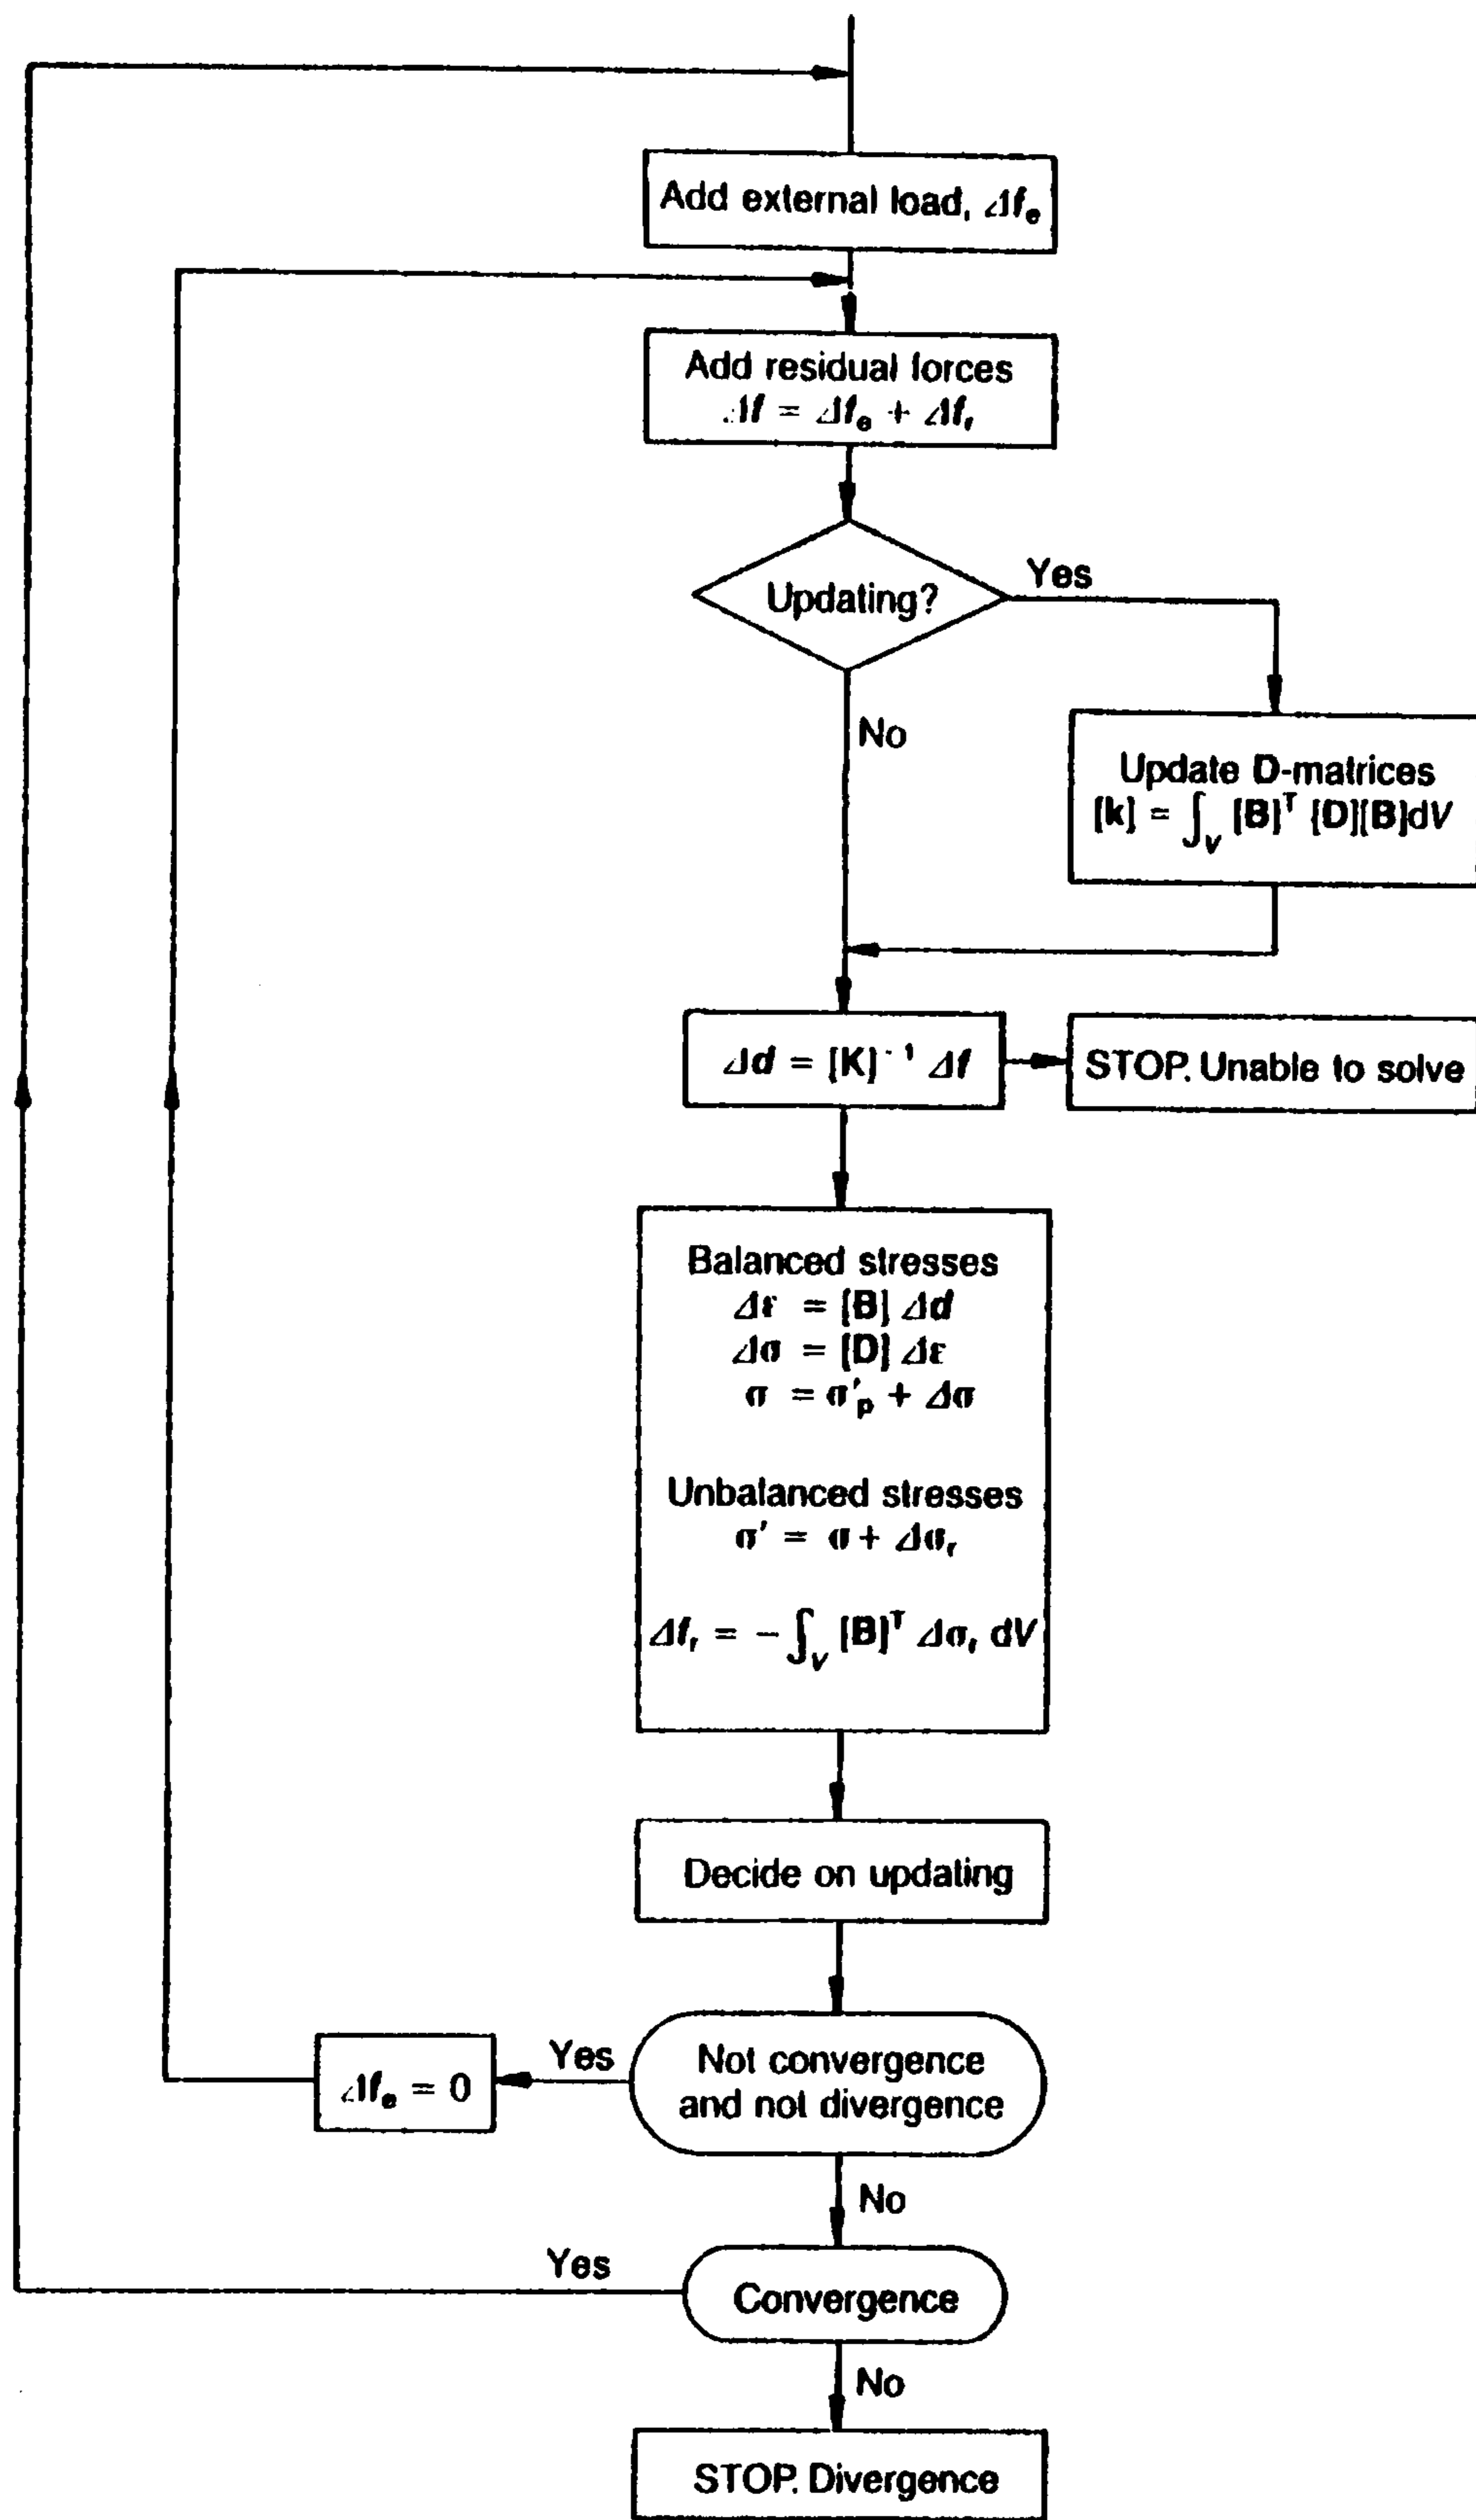 Add external load, Δfe
Add residual forces
Δf = Δfe + Δfr
Updating?
Yes
No
Update D-matrices
[k] = ∫V [B]T [D][B]dV
Δd = [K]-1 Δf
STOP. Unable to solve
Balanced stresses
Δε = [B] Δd
Δσ = [D] Δε
σ = σ′p + Δσ
Unbalanced stresses
σ′ = σ + Δσr
Δfr = − ∫V [B]T Δσr dV
Decide on updating
Not convergence
and not divergence
Yes
Δfe = 0
No
Convergence
Yes
No
STOP. Divergence